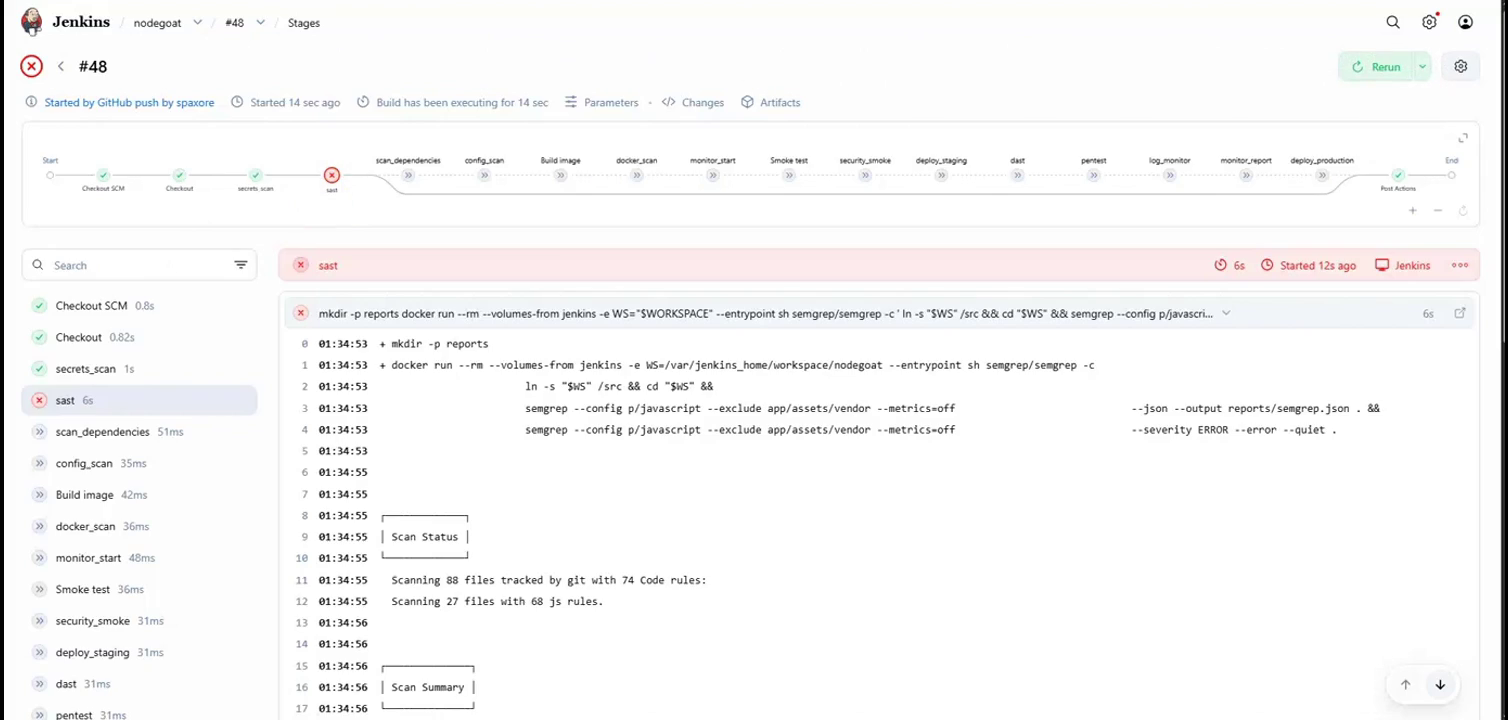 Jenkins / nodegoat / #48 / Stages
#48
Rerun
Started by GitHub push by spaxore Started 14 sec ago Build has been executing for 14 sec Parameters · Changes Artifacts
Start scan_dependencies config_scan Build image docker_scan monitor_start Smoke test security_smoke deploy_staging dast pentest log_monitor monitor_report deploy_production End
Checkout SCM Checkout secrets_scan sast Post Actions
Search
Checkout SCM 0.8s
Checkout 0.82s
secrets_scan 1s
sast 6s
scan_dependencies 51ms
config_scan 35ms
Build image 42ms
docker_scan 36ms
monitor_start 48ms
Smoke test 36ms
security_smoke 31ms
deploy_staging 31ms
dast 31ms
pentest 31ms
sast 6s Started 12s ago Jenkins
mkdir -p reports docker run --rm --volumes-from jenkins -e WS="$WORKSPACE" --entrypoint sh semgrep/semgrep -c ' ln -s "$WS" /src && cd "$WS" && semgrep --config p/javascri... 6s
0 01:34:53 + mkdir -p reports
1 01:34:53 + docker run --rm --volumes-from jenkins -e WS=/var/jenkins_home/workspace/nodegoat --entrypoint sh semgrep/semgrep -c
2 01:34:53 ln -s "$WS" /src && cd "$WS" &&
3 01:34:53 semgrep --config p/javascript --exclude app/assets/vendor --metrics=off --json --output reports/semgrep.json . &&
4 01:34:53 semgrep --config p/javascript --exclude app/assets/vendor --metrics=off --severity ERROR --error --quiet .
5 01:34:53
6 01:34:55
7 01:34:55
8 01:34:55
9 01:34:55 Scan Status
10 01:34:55
11 01:34:55 Scanning 88 files tracked by git with 74 Code rules:
12 01:34:55 Scanning 27 files with 68 js rules.
13 01:34:56
14 01:34:56
15 01:34:56
16 01:34:56 Scan Summary
17 01:34:56